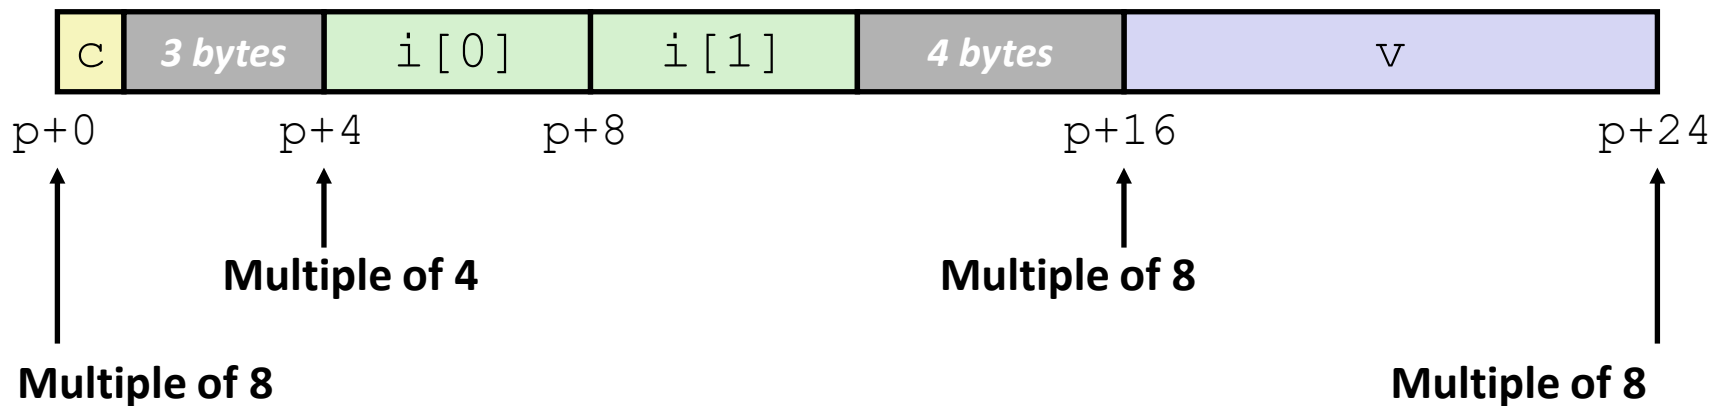 c 3 bytes i[0] i[1] 4 bytes v
p+0 p+4 p+8 p+16 p+24
Multiple of 4 Multiple of 8
Multiple of 8 Multiple of 8